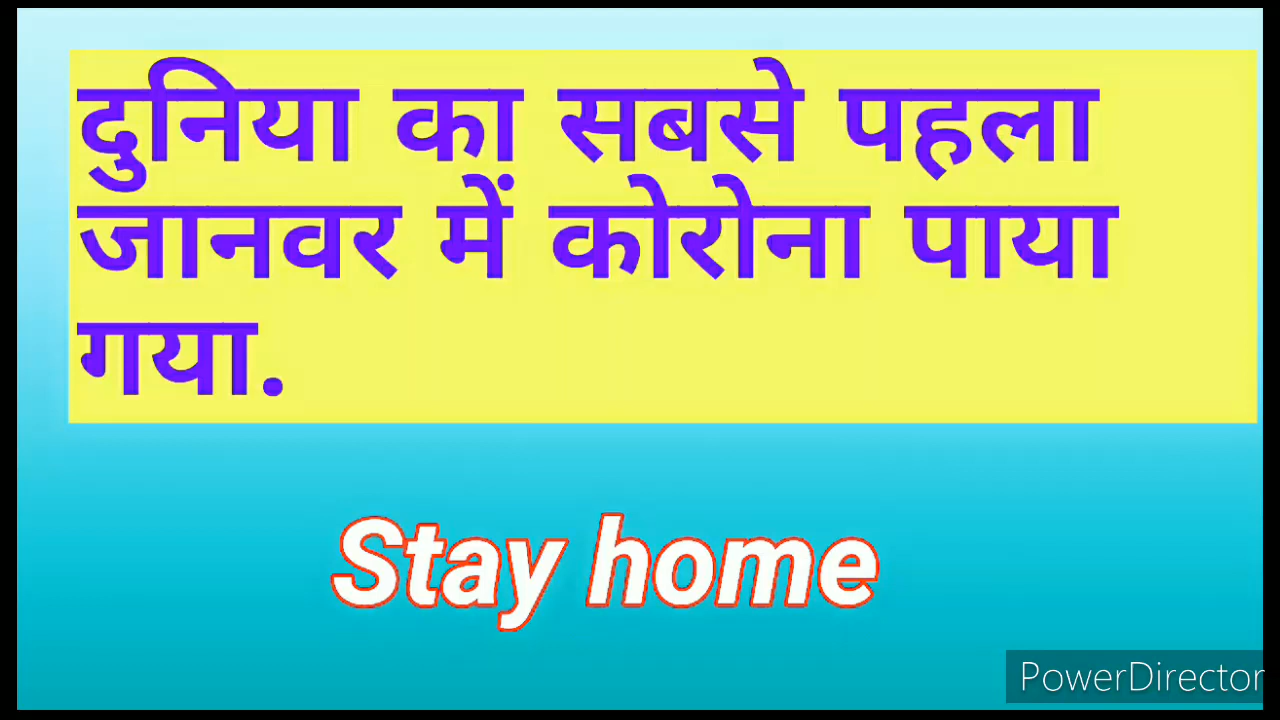 दुनिया का सबसे पहला
जानवर में कोरोना पाया
गया.
Stay home
PowerDirector